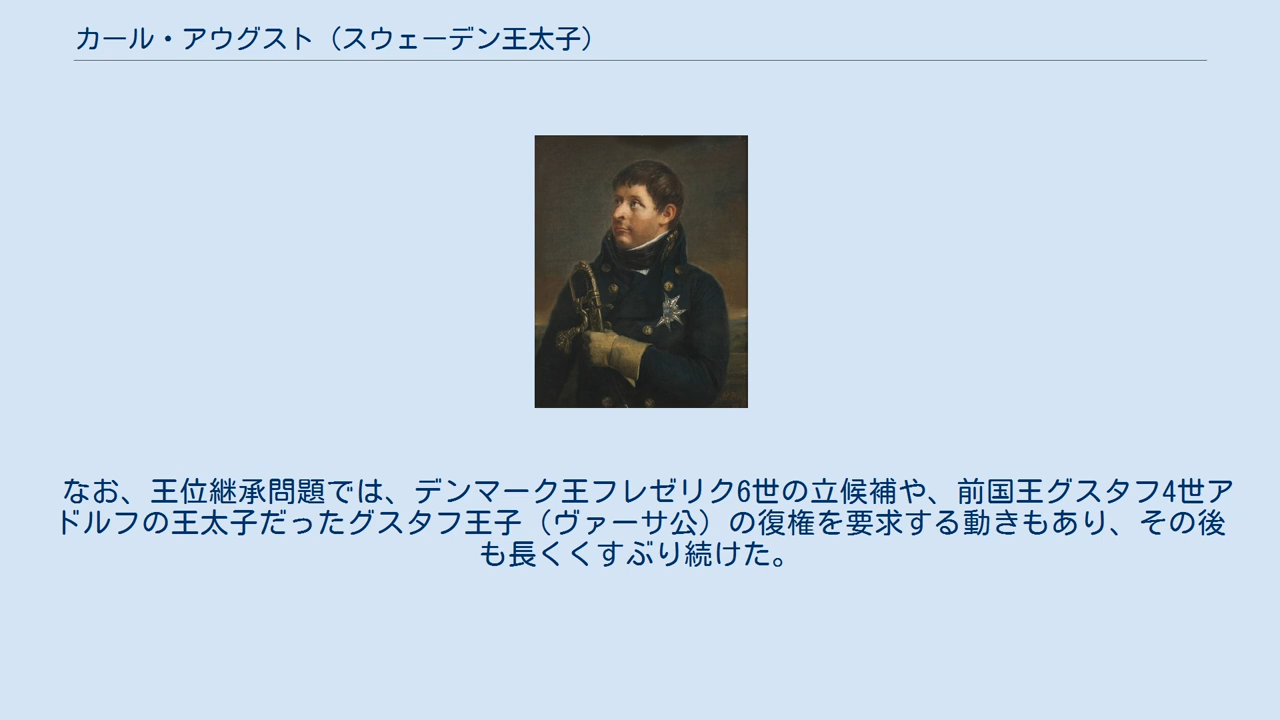 カール・アウグスト（スウェーデン王太子）
なお、王位継承問題では、デンマーク王フレゼリク6世の立候補や、前国王グスタフ4世ア
ドルフの王太子だったグスタフ王子（ヴァーサ公）の復権を要求する動きもあり、その後
も長くくすぶり続けた。